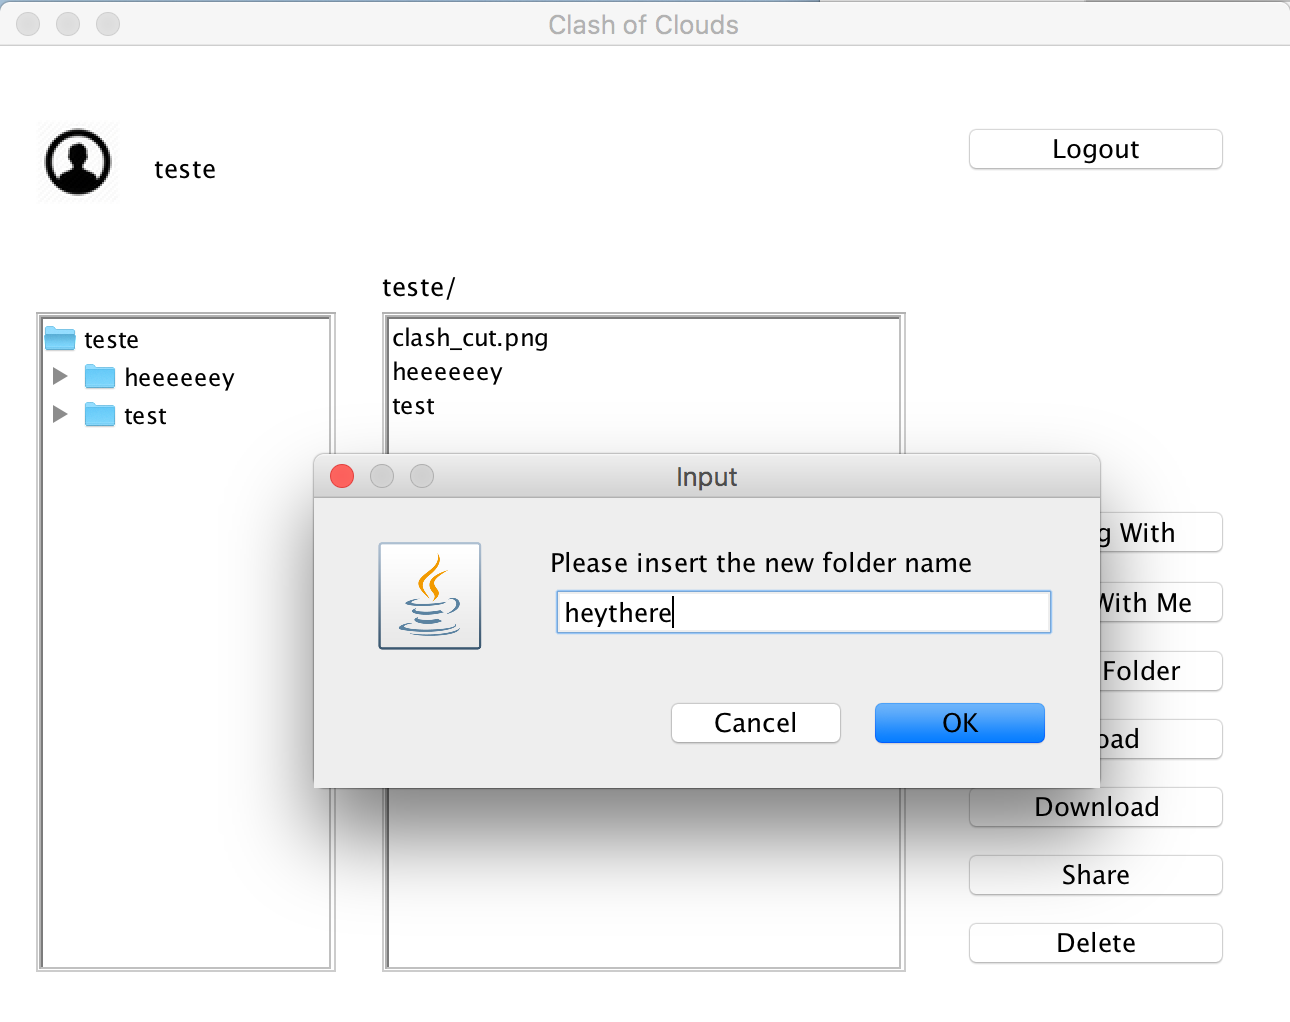 Clash of Clouds
teste
Logout
teste/
teste
heeeeeey
test
clash_cut.png
heeeeeey
test
Input
Please insert the new folder name
heythere
Cancel
OK
With
With Me
Folder
Download
Share
Delete